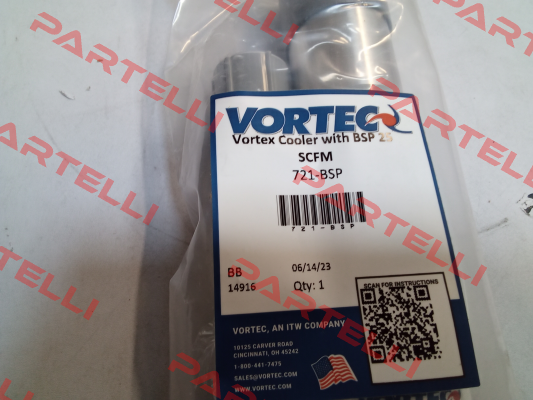 VORTEC
Vortex Cooler with BSP 25
SCFM
721-BSP
721-BSP
BB 06/14/23
14916 Qty: 1
SCAN FOR INSTRUCTIONS
VORTEC, AN ITW COMPANY
10125 CARVER ROAD
CINCINNATI, OH 45242
1-800-441-7475
SALES@VORTEC.COM
WWW.VORTEC.COM
PARTELLI
PARTELLI
PARTELLI
PARTELLI
PARTELLI